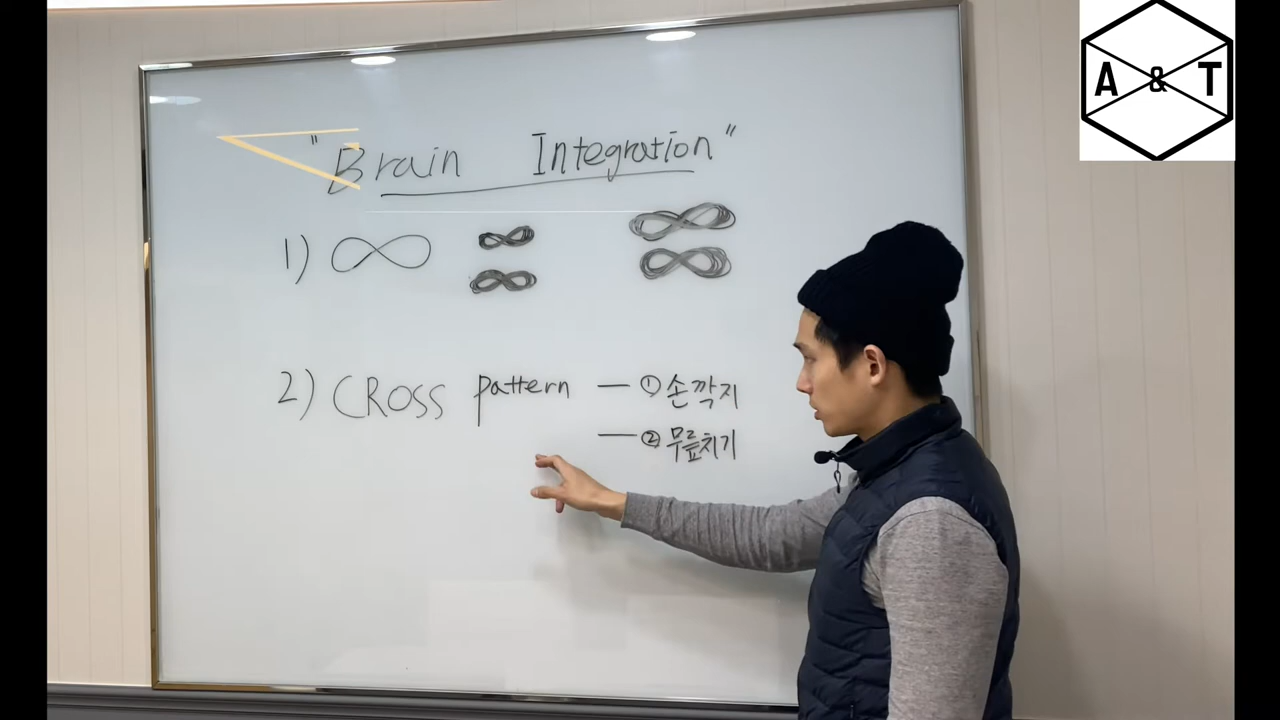 A & T
"Brain Integration"
1) ∞
2) CROSS pattern — ① 손깍지
— ② 무릎치기